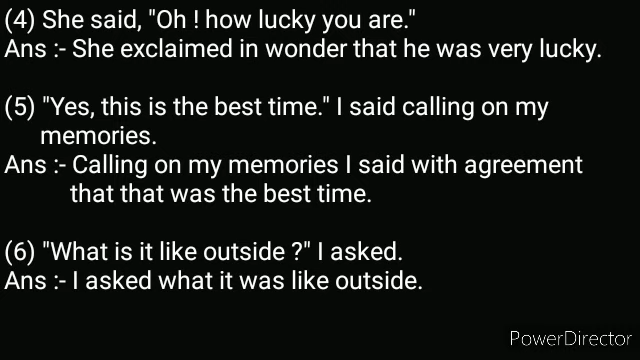 (4) She said, "Oh ! how lucky you are."
Ans :- She exclaimed in wonder that he was very lucky.
(5) "Yes, this is the best time." I said calling on my
memories.
Ans :- Calling on my memories I said with agreement
that that was the best time.
(6) "What is it like outside ?" I asked.
Ans :- I asked what it was like outside.
PowerDirector